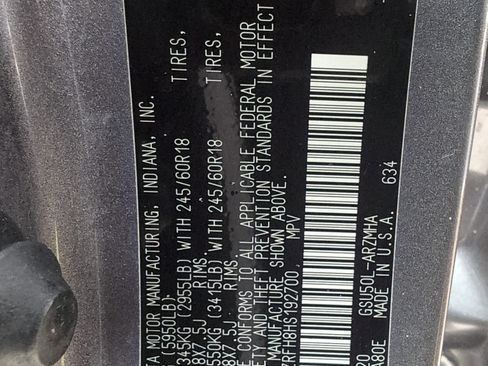 TA MOTOR MANUFACTURING, INDIANA, INC.
(5950LB)
345KG (2955LB) WITH 245/60R18 TIRES,
8X7.5J RIMS
550KG (3415LB) WITH 245/60R18 TIRES,
8X7.5J RIMS.
E CONFORMS TO ALL APPLICABLE FEDERAL MOTOR
ETY AND THEFT PREVENTION STANDARDS IN EFFECT
MANUFACTURE SHOWN ABOVE.
ZRFH8HS192700, MPV
GSU50L-ARZMHA 634
A80E MADE IN U.S.A.